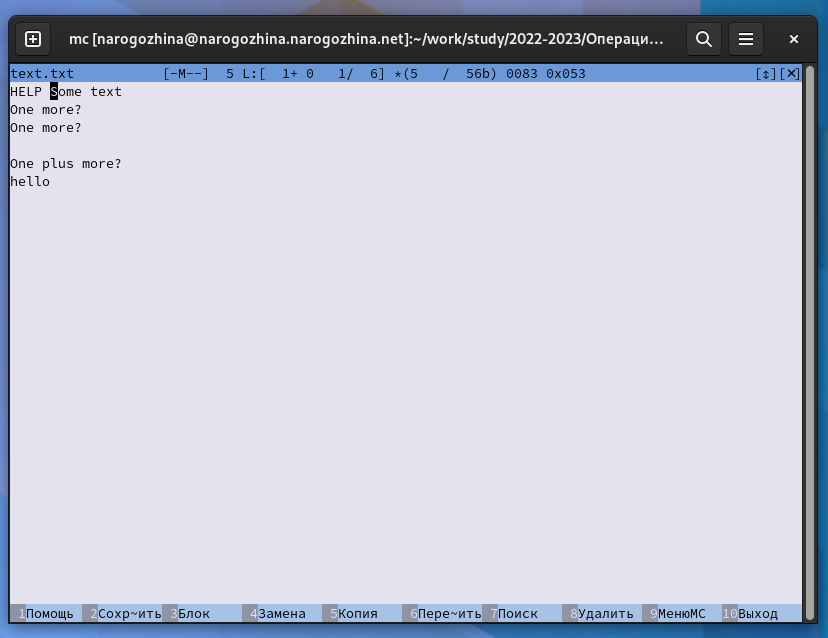 mc [narogozhina@narogozhina.narogozhina.net]:~/work/study/2022-2023/Операци…
text.txt [-M--] 5 L:[ 1+ 0 1/ 6] *(5 / 56b) 0083 0x053 [↕][✕]
HELP Some text
One more?
One more?
One plus more?
hello
1Помощь 2Сохр~ить 3Блок 4Замена 5Копия 6Пере~ить 7Поиск 8Удалить 9МенюМС 10Выход